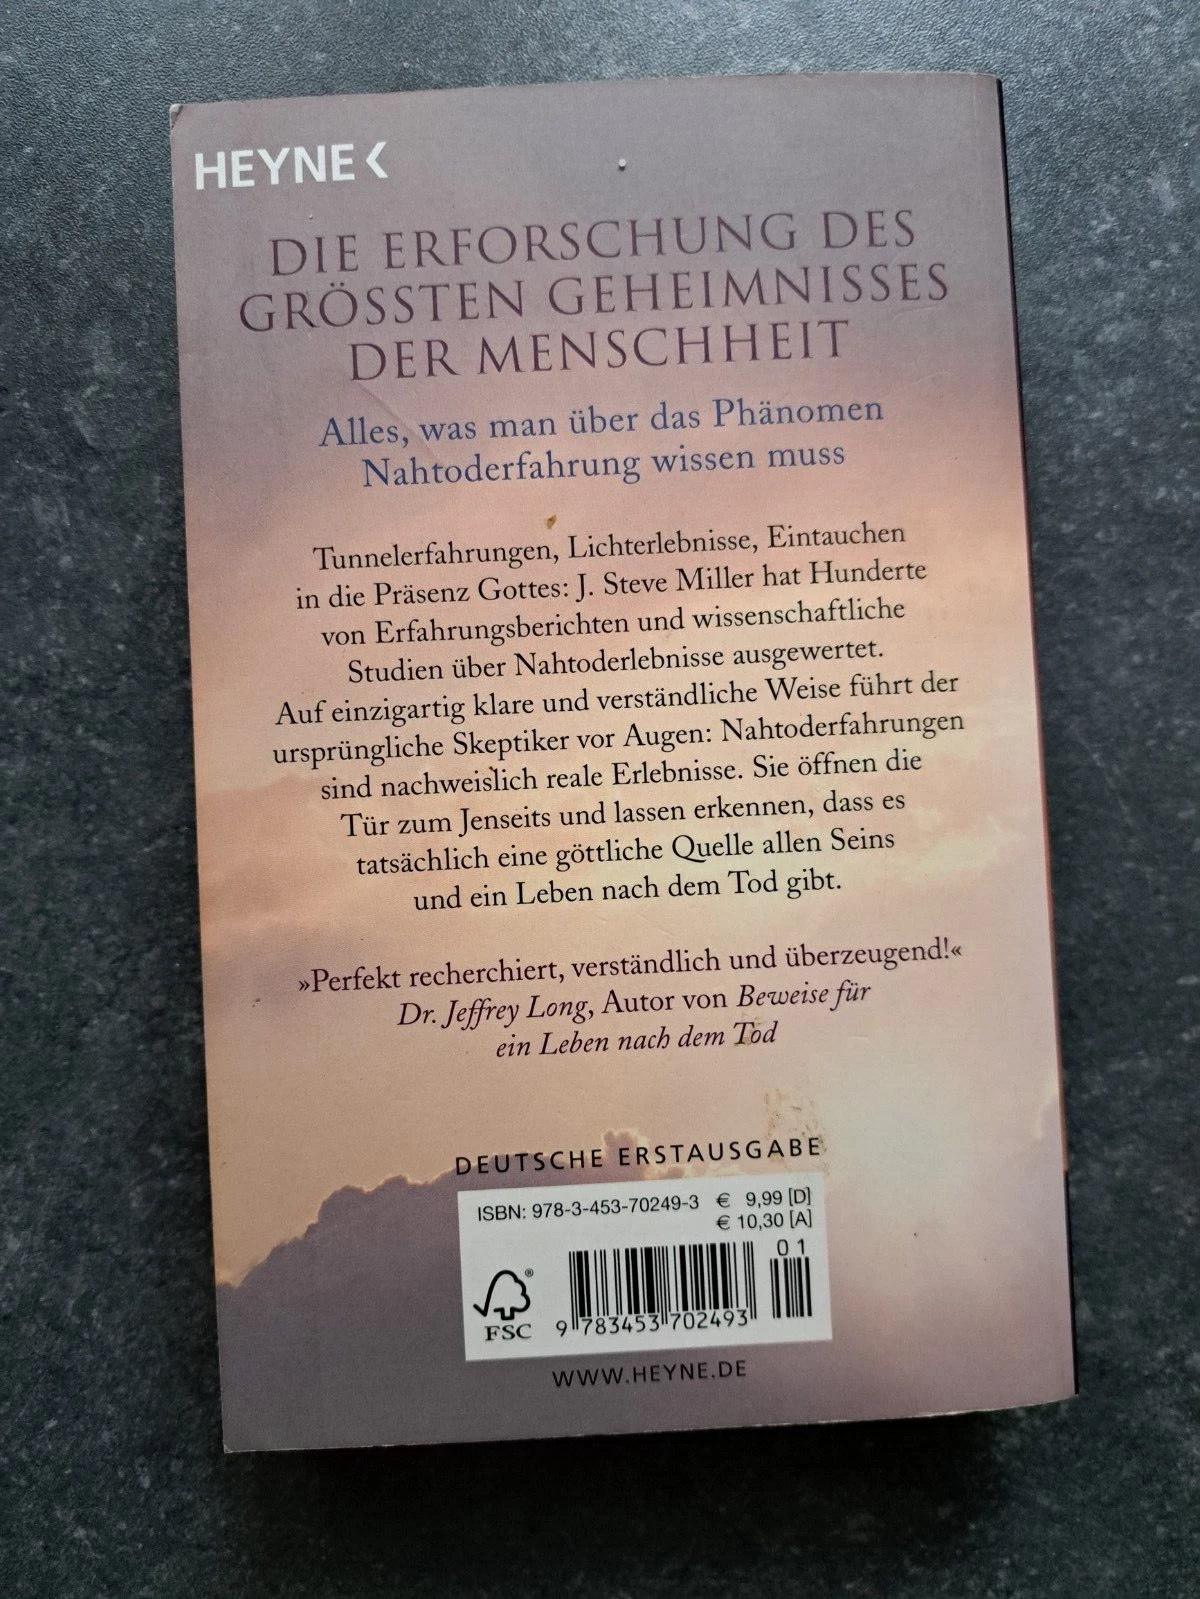 HEYNE <
DIE ERFORSCHUNG DES
GRÖSSTEN GEHEIMNISSES
DER MENSCHHEIT
Alles, was man über das Phänomen
Nahtoderfahrung wissen muss
Tunnelerfahrungen, Lichterlebnisse, Eintauchen
in die Präsenz Gottes: J. Steve Miller hat Hunderte
von Erfahrungsberichten und wissenschaftliche
Studien über Nahtoderlebnisse ausgewertet.
Auf einzigartig klare und verständliche Weise führt der
ursprüngliche Skeptiker vor Augen: Nahtoderfahrungen
sind nachweislich reale Erlebnisse. Sie öffnen die
Tür zum Jenseits und lassen erkennen, dass es
tatsächlich eine göttliche Quelle allen Seins
und ein Leben nach dem Tod gibt.
»Perfekt recherchiert, verständlich und überzeugend!«
Dr. Jeffrey Long, Autor von Beweise für
ein Leben nach dem Tod
DEUTSCHE ERSTAUSGABE
ISBN: 978-3-453-70249-3 € 9,99 [D]
€ 10,30 [A]
01
® FSC
9 783453 702493
WWW.HEYNE.DE